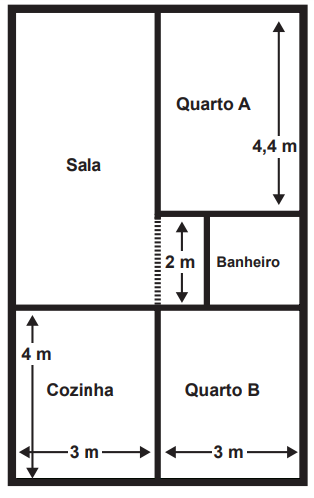 Quarto A
4,4 m
Sala
2 m
Banheiro
4 m
Cozinha
Quarto B
3 m
3 m